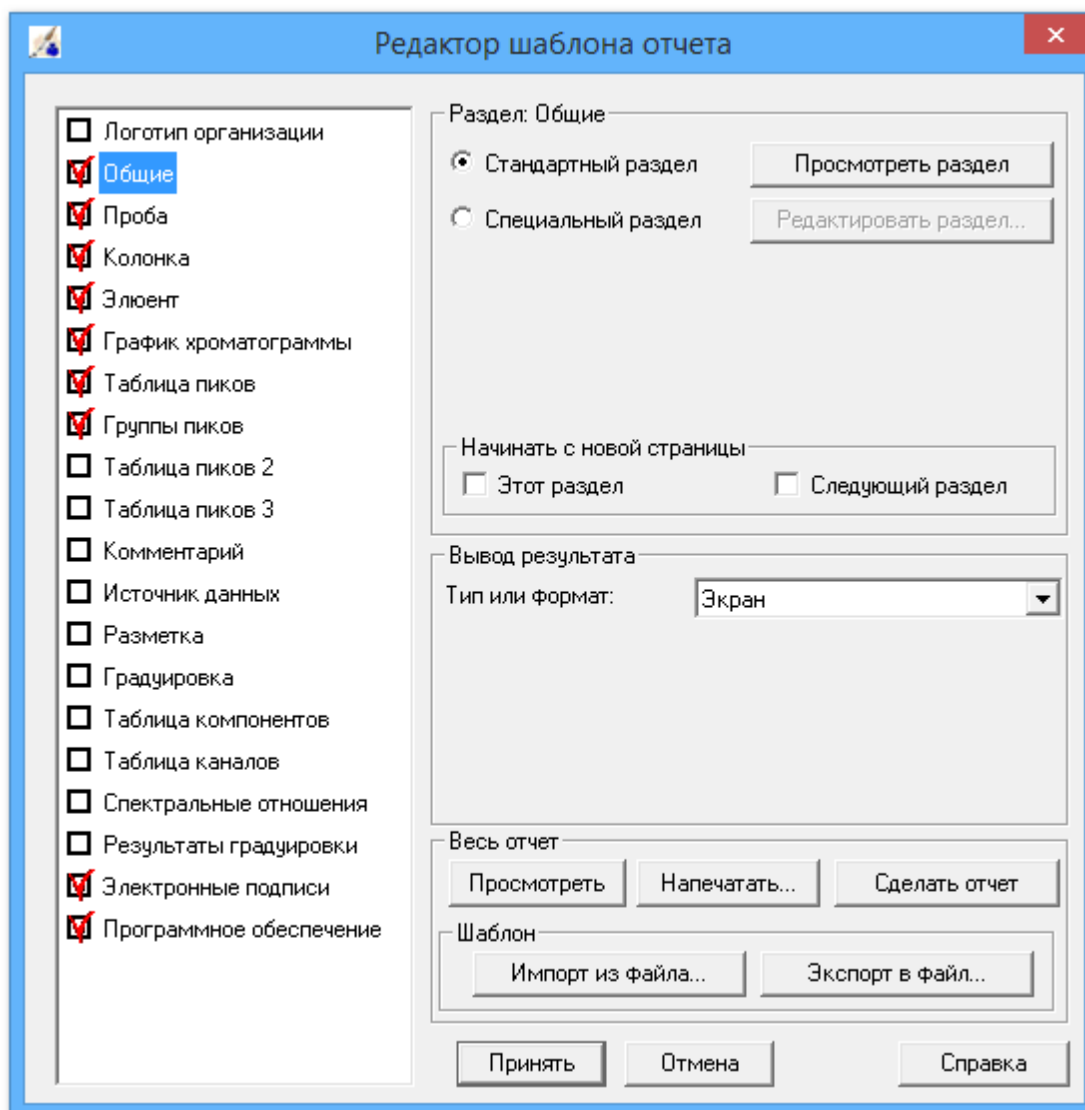 Редактор шаблона отчета
Логотип организации
Общие
Проба
Колонка
Элюент
График хроматограммы
Таблица пиков
Группы пиков
Таблица пиков 2
Таблица пиков 3
Комментарий
Источник данных
Разметка
Градуировка
Таблица компонентов
Таблица каналов
Спектральные отношения
Результаты градуировки
Электронные подписи
Программное обеспечение
Раздел: Общие
Стандартный раздел Просмотреть раздел
Специальный раздел Редактировать раздел...
Начинать с новой страницы
Этот раздел Следующий раздел
Вывод результата
Тип или формат: Экран
Весь отчет
Просмотреть Напечатать... Сделать отчет
Шаблон
Импорт из файла... Экспорт в файл...
Принять Отмена Справка